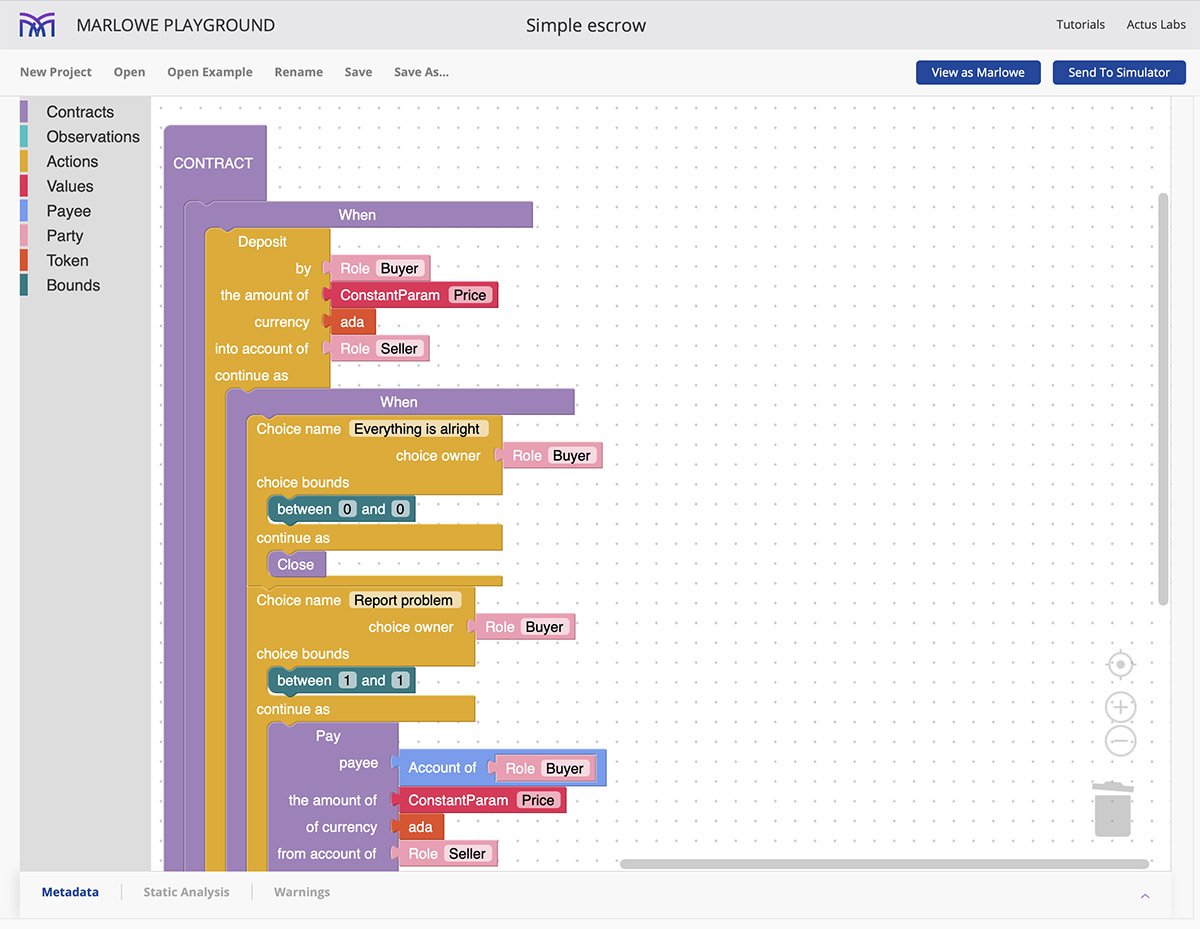 MARLOWE PLAYGROUND
Simple escrow
Tutorials Actus Labs
New Project Open Open Example Rename Save Save As...
View as Marlowe Send To Simulator
Contracts
Observations
Actions
Values
Payee
Party
Token
Bounds
CONTRACT
When
Deposit
by Role Buyer
the amount of ConstantParam Price
currency ada
into account of Role Seller
continue as
When
Choice name Everything is alright
choice owner Role Buyer
choice bounds
between 0 and 0
continue as
Close
Choice name Report problem
choice owner Role Buyer
choice bounds
between 1 and 1
continue as
Pay
payee Account of Role Buyer
the amount of ConstantParam Price
of currency ada
from account of Role Seller
Metadata Static Analysis Warnings